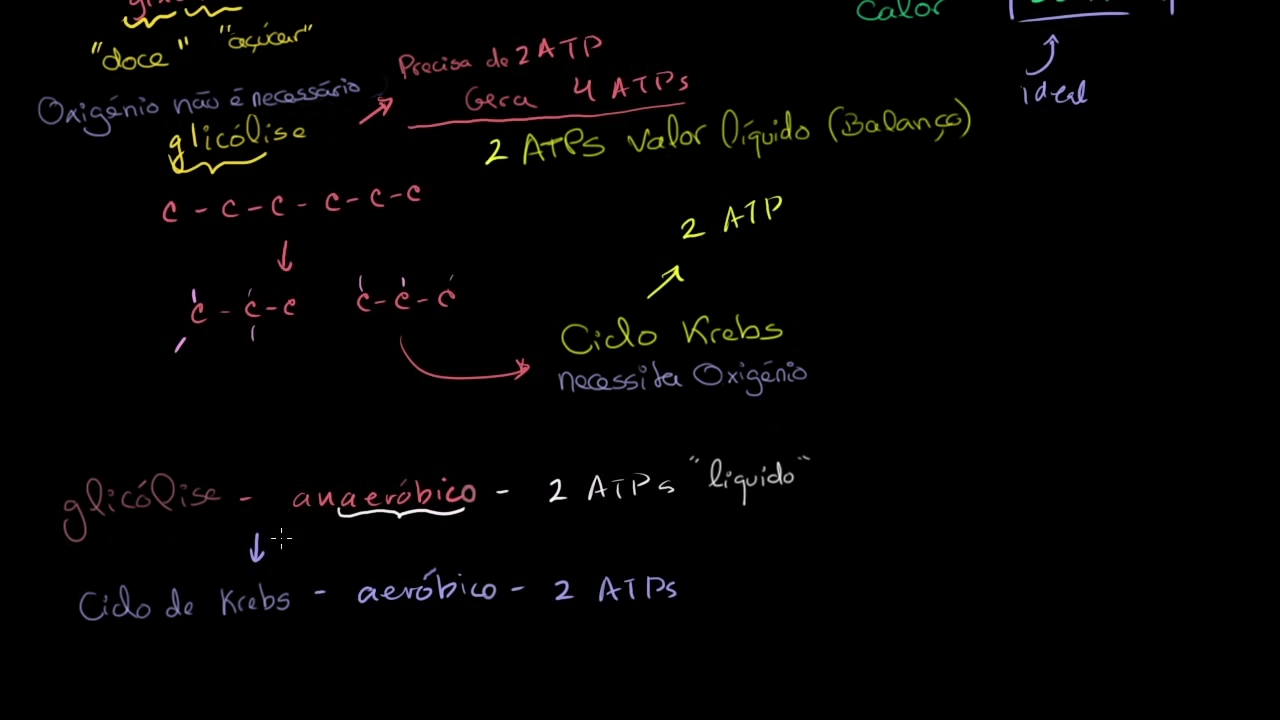 Calor
"doce" "açúcar"
Precisa de 2 ATP
Oxigénio não é necessário
Gera 4 ATPs
ideal
glicólise
2 ATPs valor líquido (Balanço)
C - C - C - C - C - C
2 ATP
C - C - C C - C - C
Ciclo Krebs
necessita Oxigénio
glicólise - anaeróbico - 2 ATPs "líquido"
Ciclo de Krebs - aeróbico - 2 ATPs